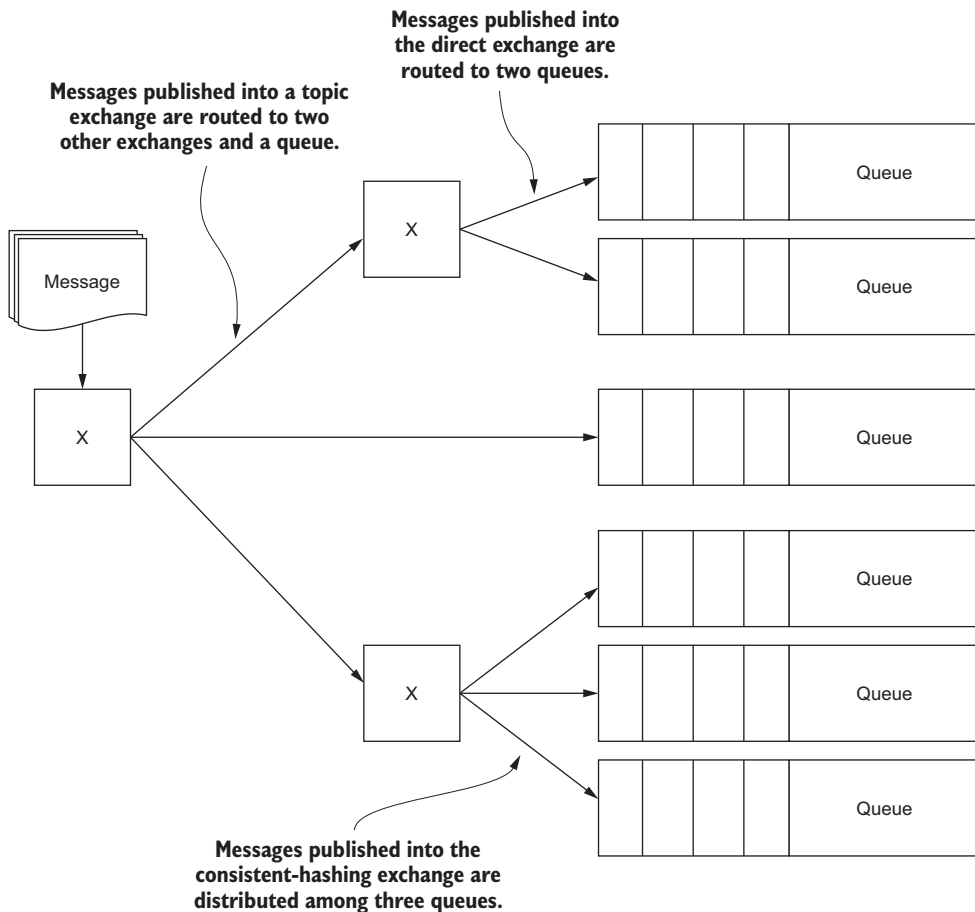 Messages published into
the direct exchange are
routed to two queues.
Messages published into a topic
exchange are routed to two
other exchanges and a queue.
Queue
X
Message
Queue
X
Queue
Queue
X
Queue
Queue
Messages published into the
consistent-hashing exchange are
distributed among three queues.